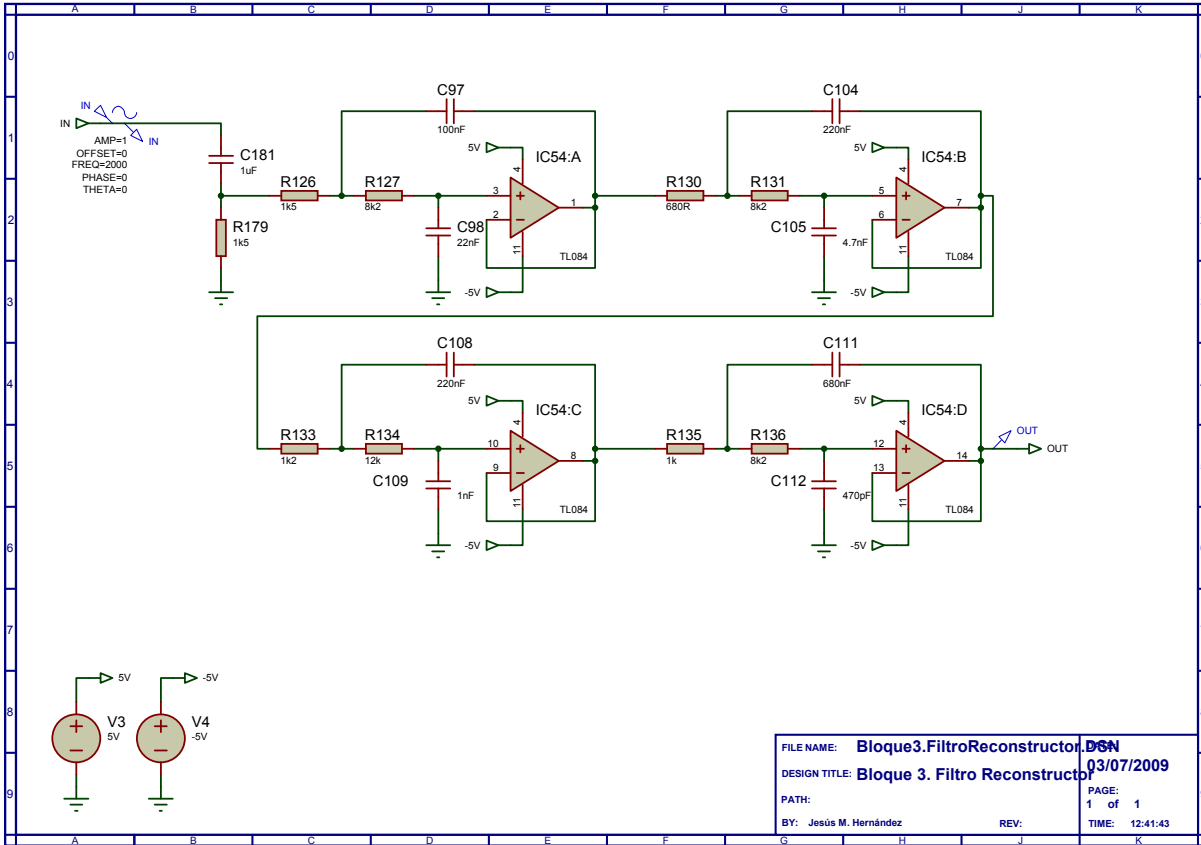 A B C D E F G H J K
0
1
2
3
4
5
6
7
8
9
IN
IN
IN
AMP=1
OFFSET=0
FREQ=2000
PHASE=0
THETA=0
C181
1uF
R179
1k5
R126
1k5
R127
8k2
C97
100nF
C98
22nF
5V
-5V
IC54:A
3
2
1
4
11
TL084
R130
680R
R131
8k2
C104
220nF
C105
4.7nF
5V
-5V
IC54:B
5
6
7
4
11
TL084
R133
1k2
R134
12k
C108
220nF
C109
1nF
5V
-5V
IC54:C
10
9
8
4
11
TL084
R135
1k
R136
8k2
C111
680nF
C112
470pF
5V
-5V
IC54:D
12
13
14
4
11
TL084
OUT
OUT
5V
V3
5V
-5V
V4
-5V
FILE NAME: Bloque3.FiltroReconstructor.DSN
DESIGN TITLE: Bloque 3. Filtro Reconstructor
PATH:
BY: Jesús M. Hernández
REV:
03/07/2009
PAGE:
1 of 1
TIME: 12:41:43
A B C D E F G H J K